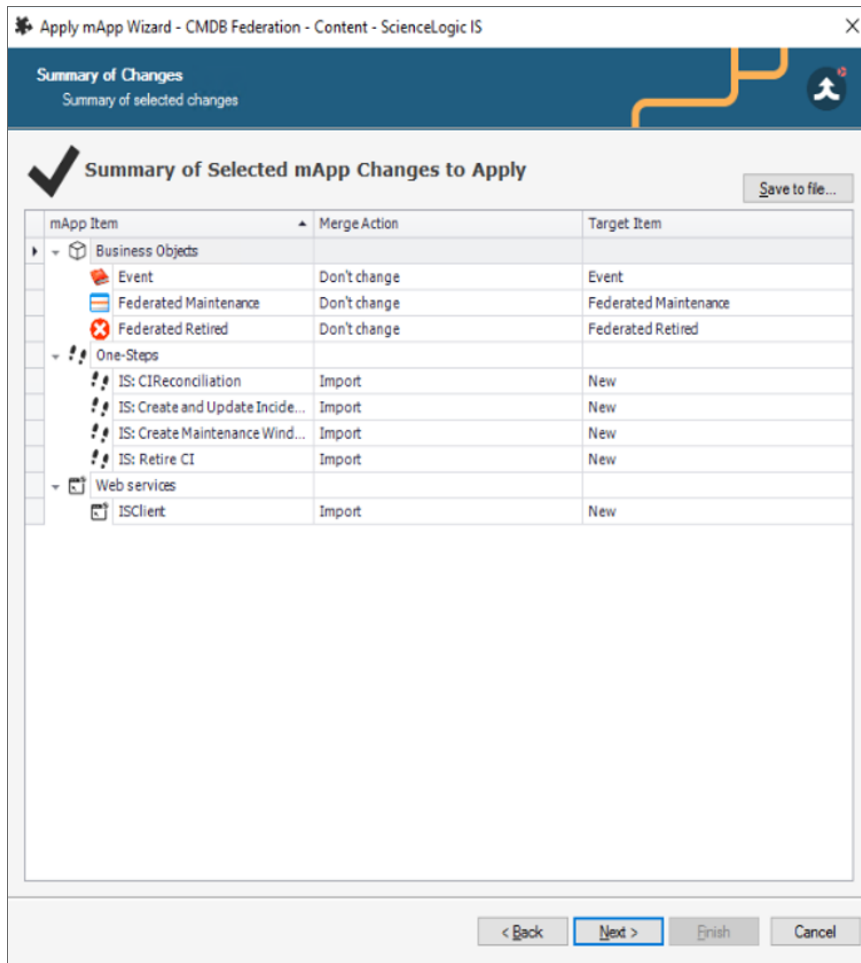 Apply mApp Wizard - CMDB Federation - Content - ScienceLogic IS
Summary of Changes
Summary of selected changes
Summary of Selected mApp Changes to Apply
Save to file...
mApp Item Merge Action Target Item
Business Objects
Event Don't change Event
Federated Maintenance Don't change Federated Maintenance
Federated Retired Don't change Federated Retired
One-Steps
IS: CIReconciliation Import New
IS: Create and Update Incide... Import New
IS: Create Maintenance Wind... Import New
IS: Retire CI Import New
Web services
ISClient Import New
< Back Next > Finish Cancel